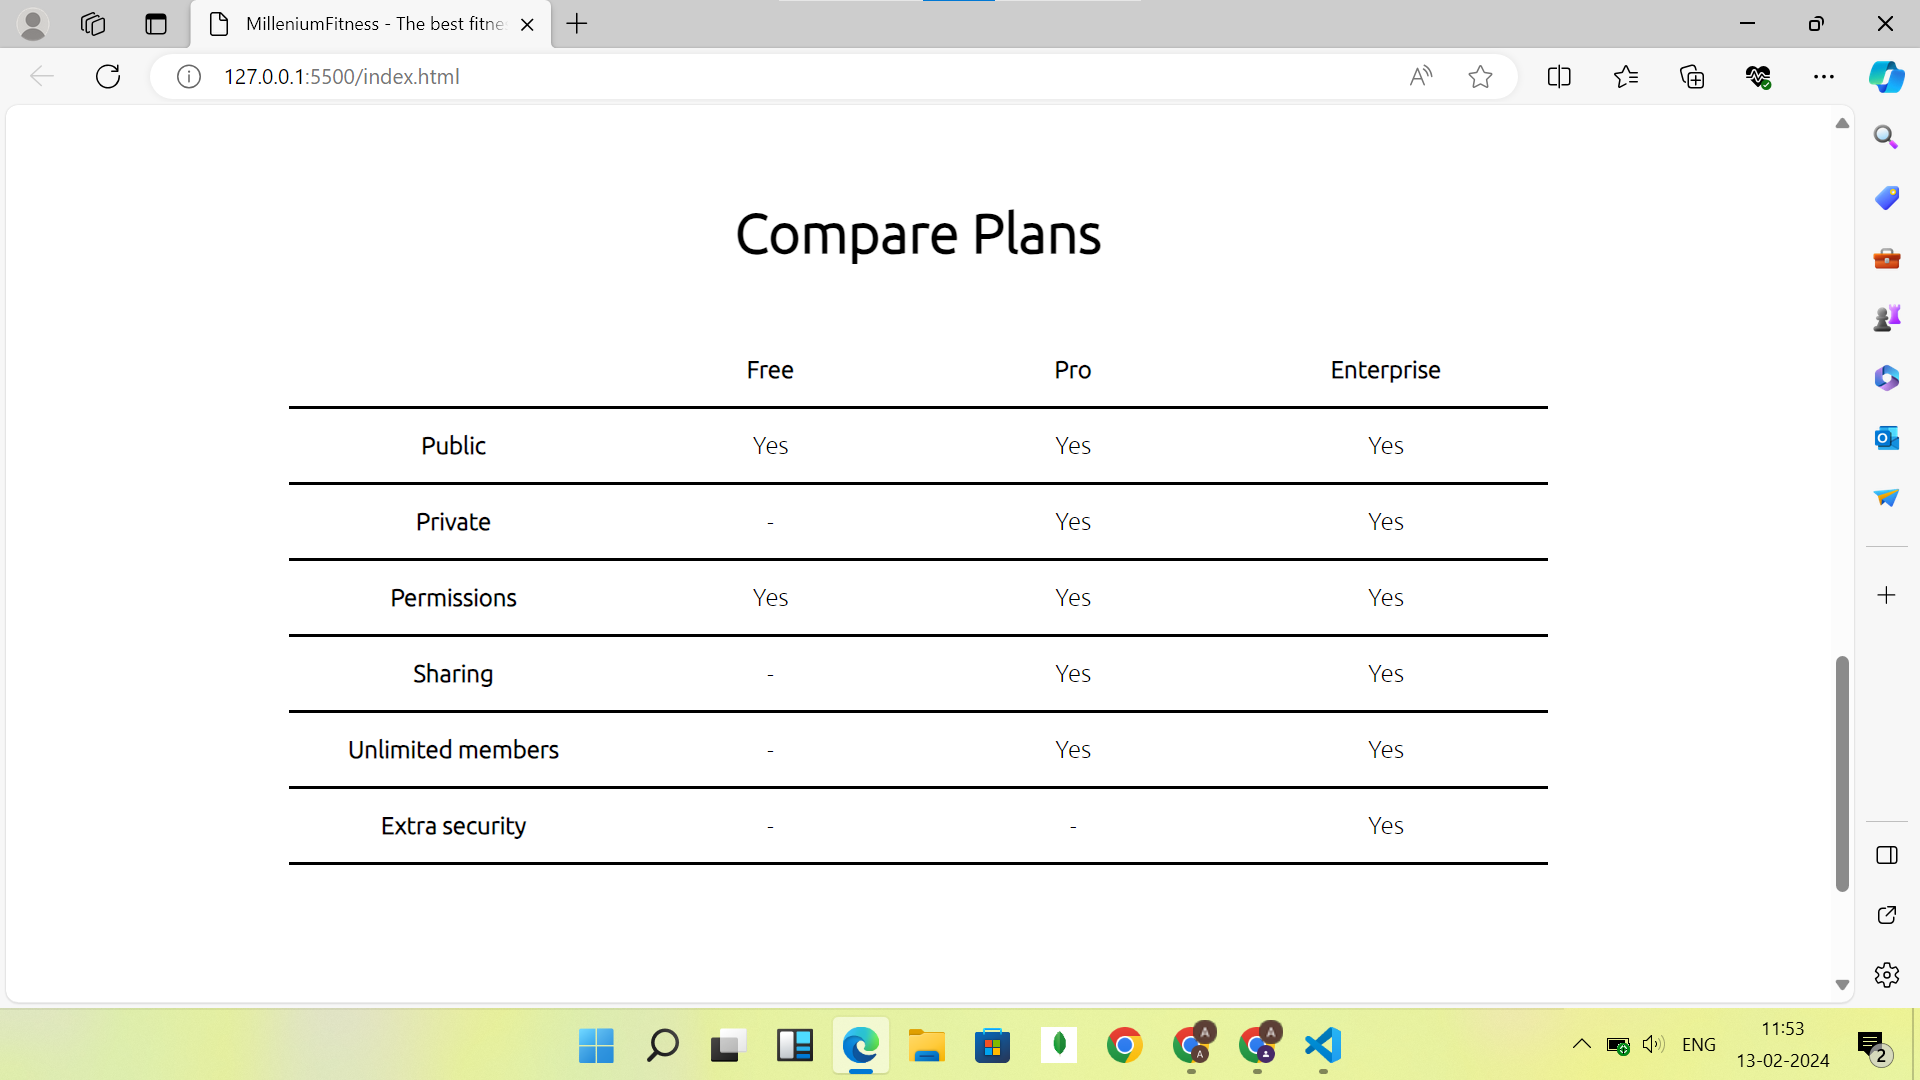 MilleniumFitness - The best fitne
127.0.0.1:5500/index.html
Compare Plans
Free Pro Enterprise
Public Yes Yes Yes
Private - Yes Yes
Permissions Yes Yes Yes
Sharing - Yes Yes
Unlimited members - Yes Yes
Extra security - - Yes
A A
A
ENG
11:53
13-02-2024
2